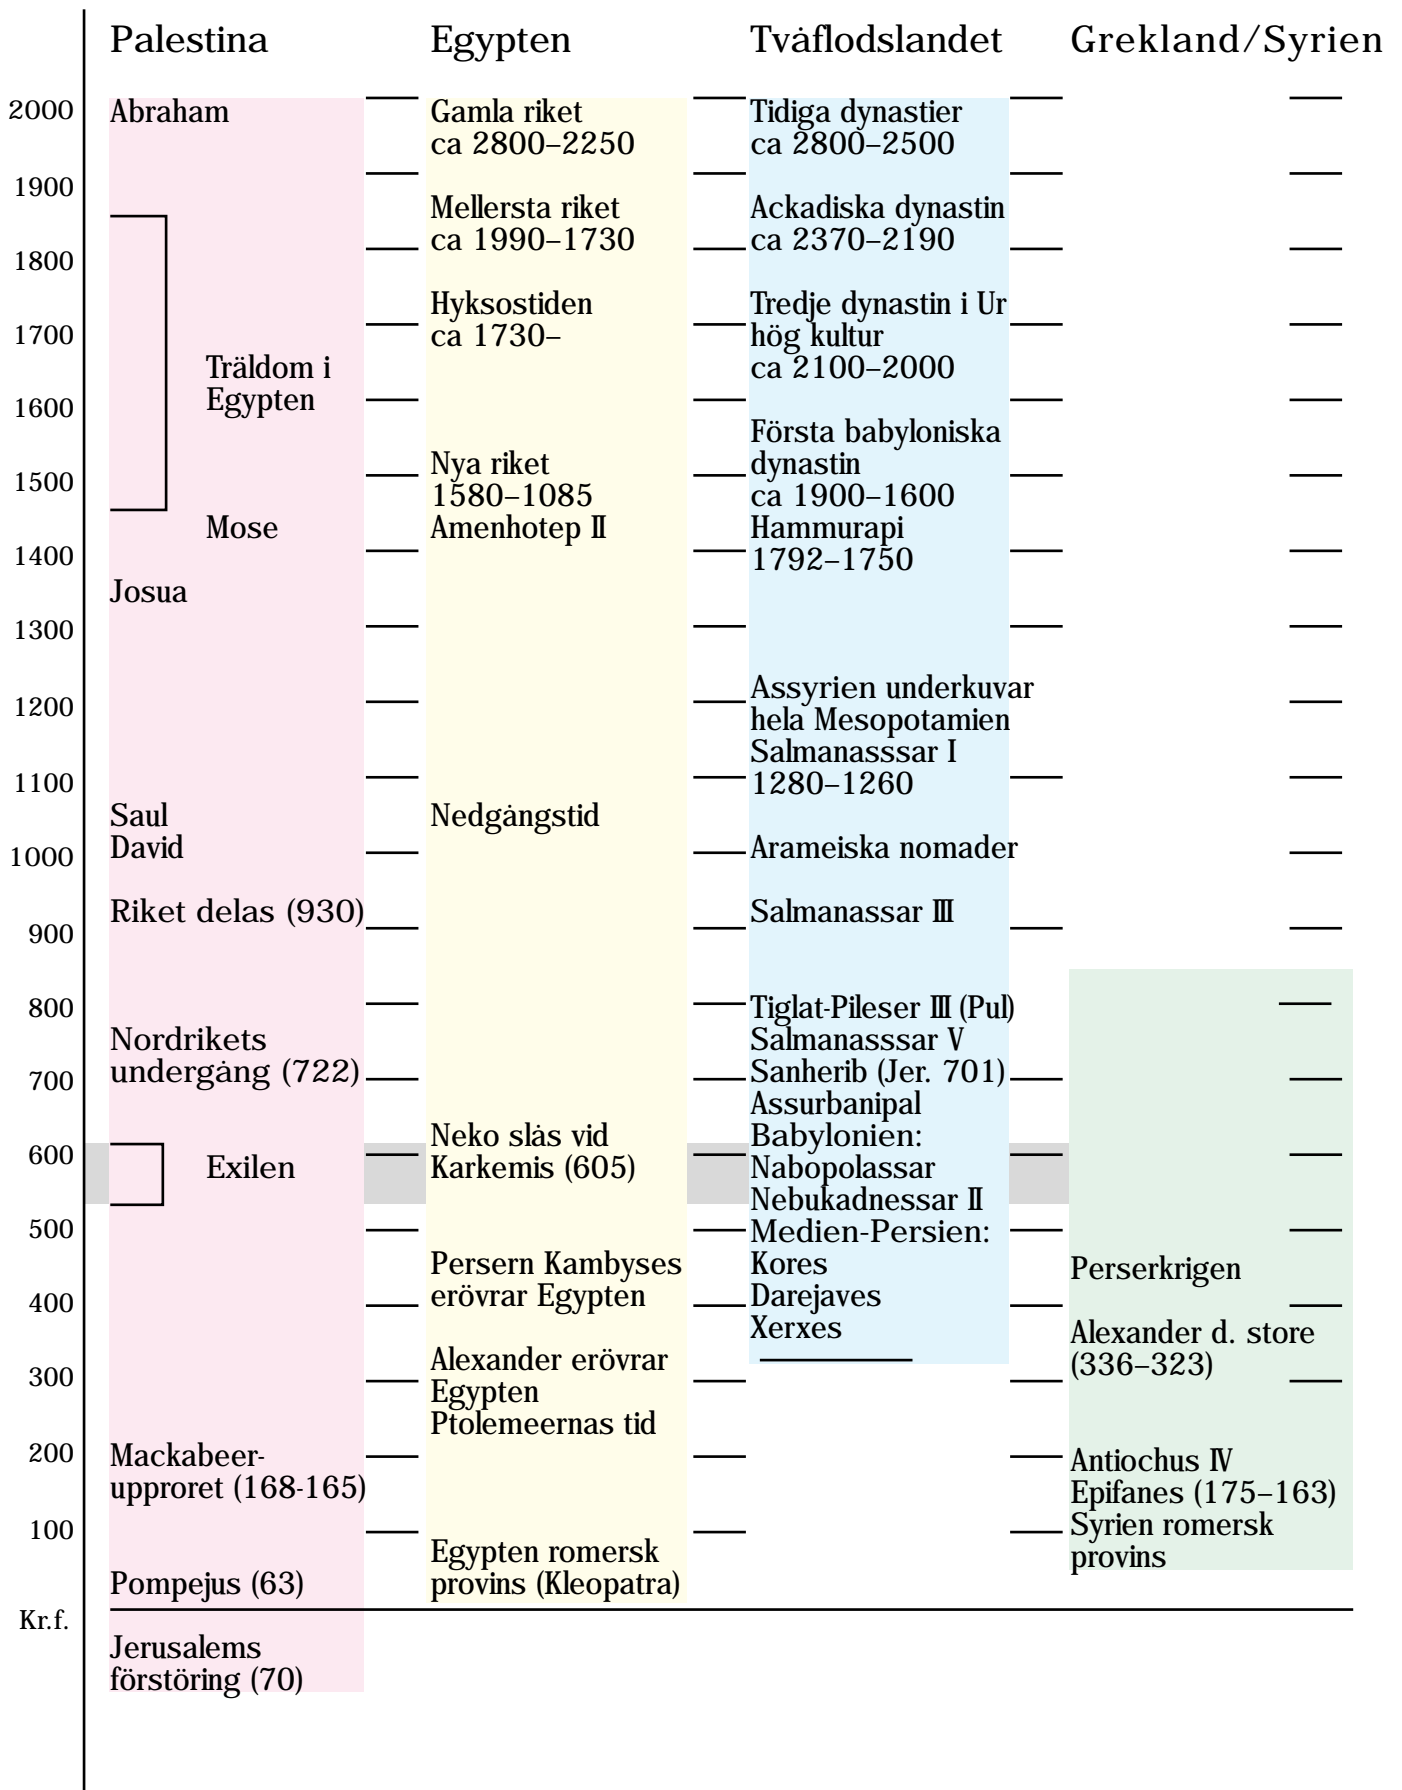 Palestina
Egypten
Tvåflodslandet
Grekland/Syrien
2000
1900
1800
1700
1600
1500
1400
1300
1200
1100
1000
900
800
700
600
500
400
300
200
100
Kr.f.
Abraham
Träldom i
Egypten
Mose
Josua
Saul
David
Riket delas (930)
Nordrikets
undergång (722)
Exilen
Mackabeer-
upproret (168-165)
Pompejus (63)
Jerusalems
förstöring (70)
Gamla riket
ca 2800–2250
Mellersta riket
ca 1990–1730
Hyksostiden
ca 1730–
Nya riket
1580–1085
Amenhotep II
Nedgångstid
Neko slås vid
Karkemis (605)
Persern Kambyses
erövrar Egypten
Alexander erövrar
Egypten
Ptolemeernas tid
Egypten romersk
provins (Kleopatra)
Tidiga dynastier
ca 2800–2500
Ackadiska dynastin
ca 2370–2190
Tredje dynastin i Ur
hög kultur
ca 2100–2000
Första babyloniska
dynastin
ca 1900–1600
Hammurapi
1792–1750
Assyrien underkuvar
hela Mesopotamien
Salmanasssar I
1280–1260
Arameiska nomader
Salmanassar III
Tiglat-Pileser III (Pul)
Salmanasssar V
Sanherib (Jer. 701)
Assurbanipal
Babylonien:
Nabopolassar
Nebukadnessar II
Medien-Persien:
Kores
Darejaves
Xerxes
Perserkrigen
Alexander d. store
(336–323)
Antiochus IV
Epifanes (175–163)
Syrien romersk
provins